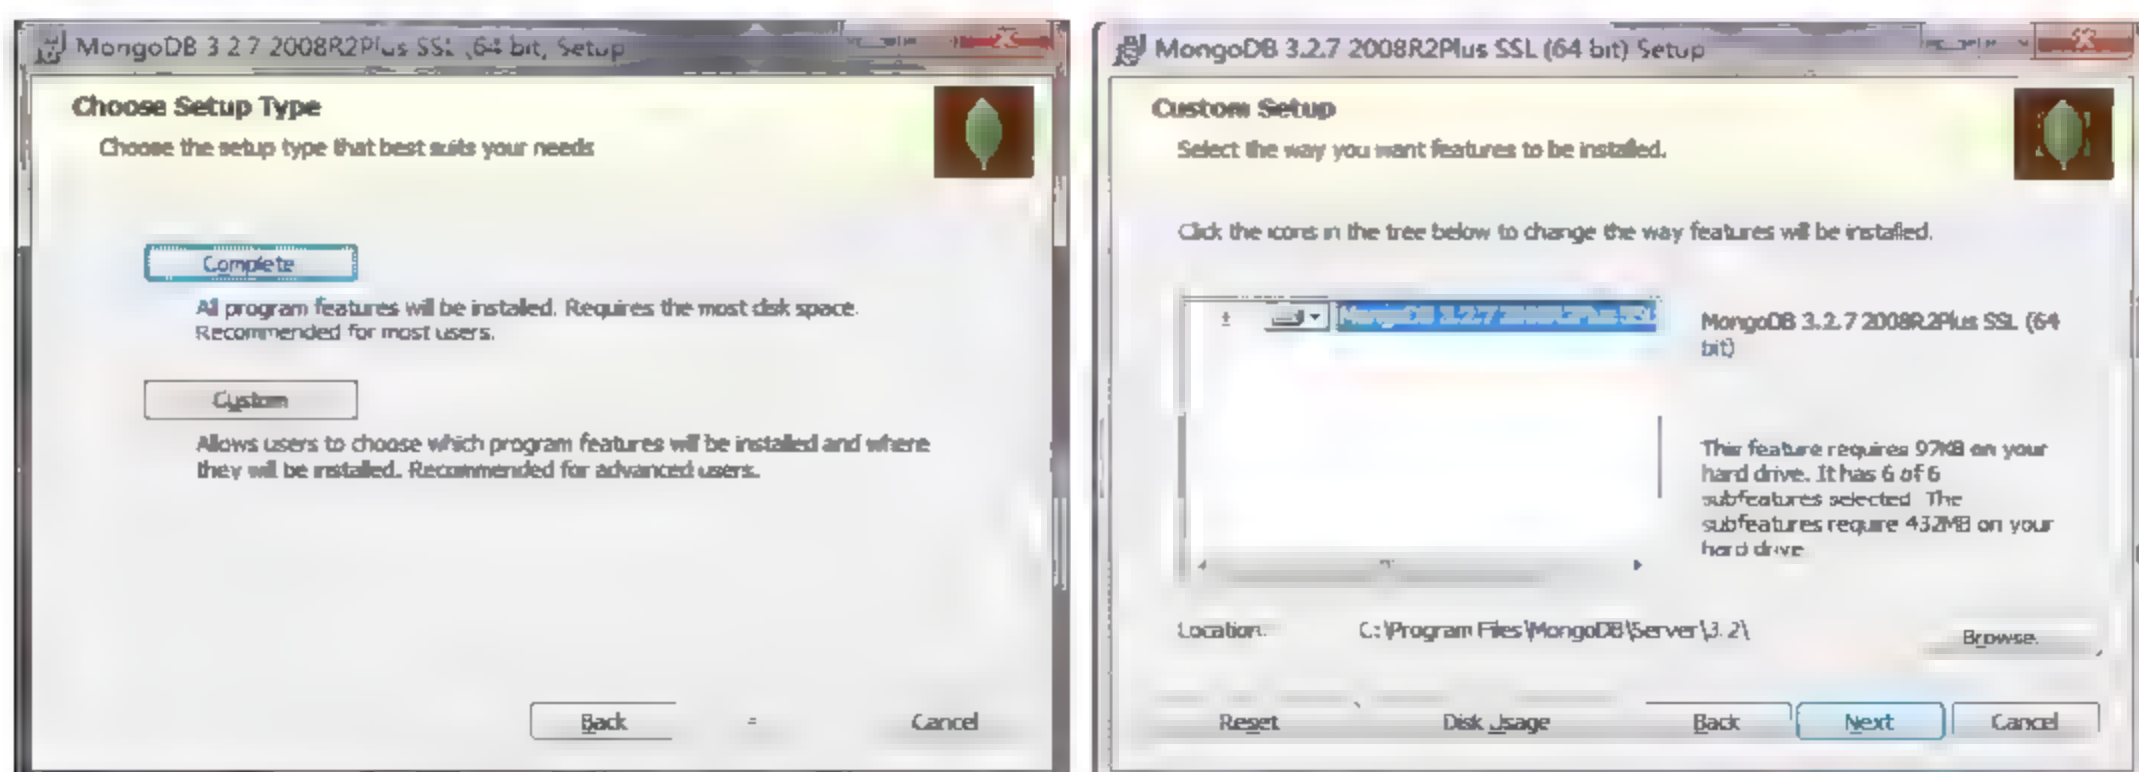 MongoDB 3.2.7 2008R2Plus SSL (64 bit) Setup
Choose Setup Type
Choose the setup type that best suits your needs
Complete
All program features will be installed. Requires the most disk space.
Recommended for most users.
Custom
Allows users to choose which program features will be installed and where
they will be installed. Recommended for advanced users.
Back
Cancel
MongoDB 3.2.7 2008R2Plus SSL (64 bit) Setup
Custom Setup
Select the way you want features to be installed.
Click the icons in the tree below to change the way features will be installed.
MongoDB 3.2.7 2008R2Plus SSL
MongoDB 3.2.7 2008R2Plus SSL (64
bit)
This feature requires 97KB on your
hard drive. It has 6 of 6
subfeatures selected. The
subfeatures require 432MB on your
hard drive.
Location: C:\Program Files\MongoDB\Server\3.2\
Browse...
Reset
Disk Usage
Back
Next
Cancel